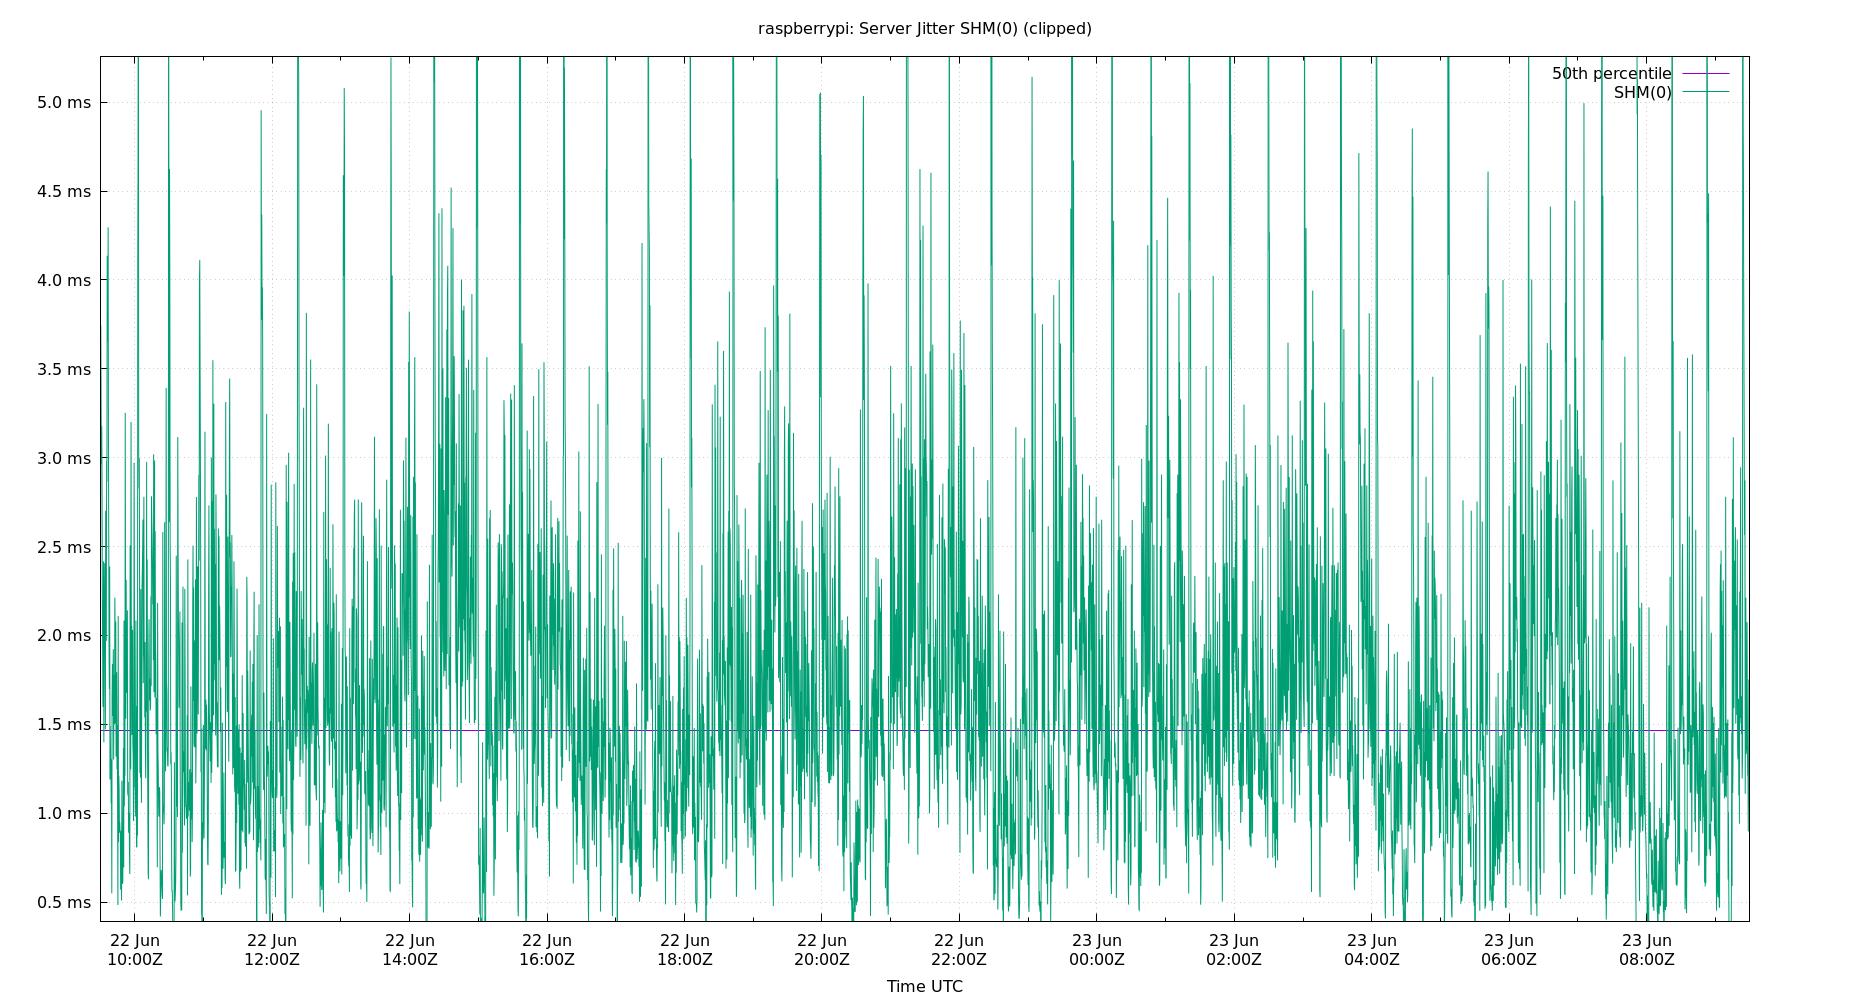 raspberrypi: Server Jitter SHM(0) (clipped)
50th percentile
SHM(0)
5.0 ms
4.5 ms
4.0 ms
3.5 ms
3.0 ms
2.5 ms
2.0 ms
1.5 ms
1.0 ms
0.5 ms
22 Jun 22 Jun 22 Jun 22 Jun 22 Jun 22 Jun 22 Jun 23 Jun 23 Jun 23 Jun 23 Jun 23 Jun
10:00Z 12:00Z 14:00Z 16:00Z 18:00Z 20:00Z 22:00Z 00:00Z 02:00Z 04:00Z 06:00Z 08:00Z
Time UTC